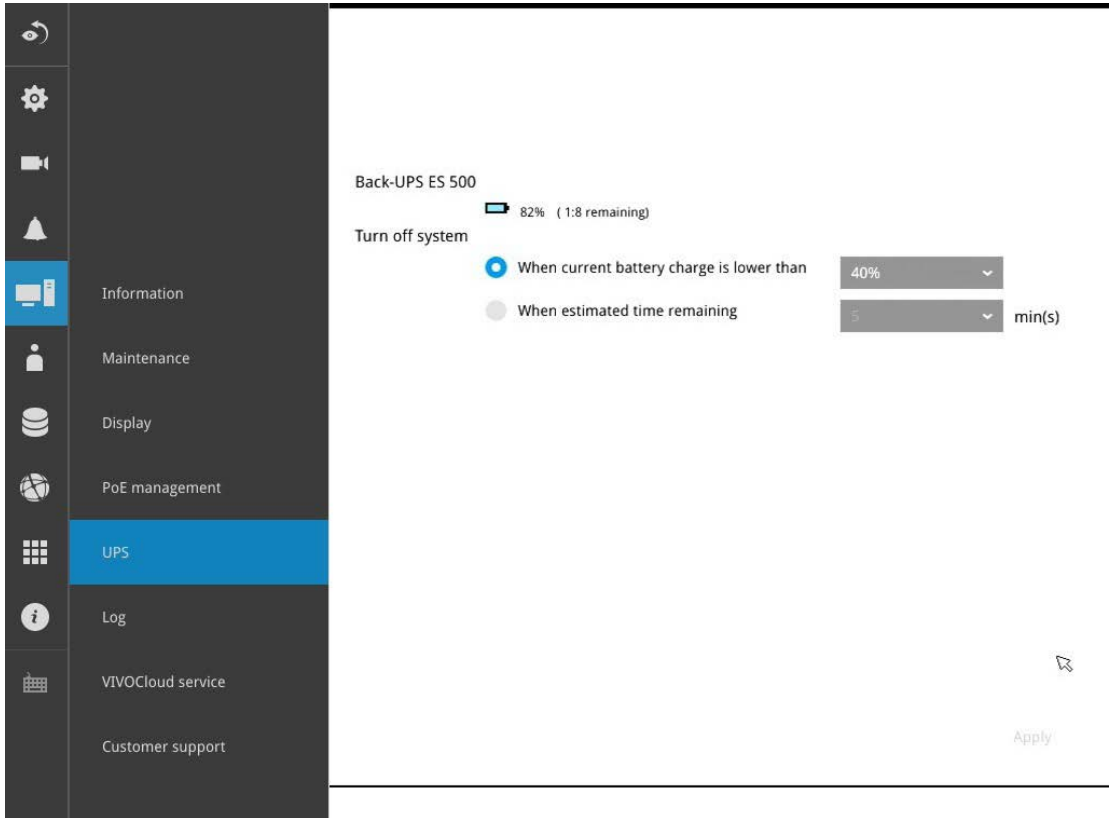 Information
Maintenance
Display
PoE management
UPS
Log
VIVOCloud service
Customer support
Back-UPS ES 500
82% ( 1:8 remaining)
Turn off system
When current battery charge is lower than 40%
When estimated time remaining 5 min(s)
Apply